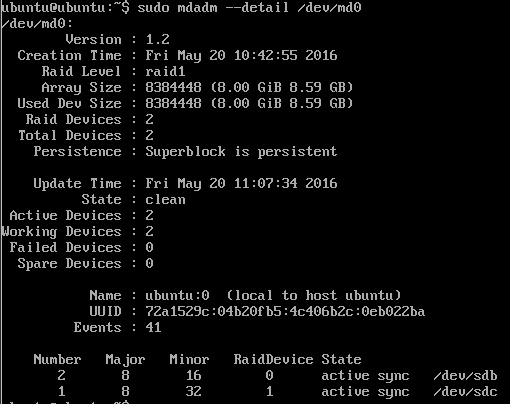 ubuntu@ubuntu:~$ sudo mdadm --detail /dev/md0
/dev/md0:
Version : 1.2
Creation Time : Fri May 20 10:42:55 2016
Raid Level : raid1
Array Size : 8384448 (8.00 GiB 8.59 GB)
Used Dev Size : 8384448 (8.00 GiB 8.59 GB)
Raid Devices : 2
Total Devices : 2
Persistence : Superblock is persistent
Update Time : Fri May 20 11:07:34 2016
State : clean
Active Devices : 2
Working Devices : 2
Failed Devices : 0
Spare Devices : 0
Name : ubuntu:0 (local to host ubuntu)
UUID : 72a1529c:04b20fb5:4c406b2c:0eb022ba
Events : 41
Number Major Minor RaidDevice State
2 8 16 0 active sync /dev/sdb
1 8 32 1 active sync /dev/sdc